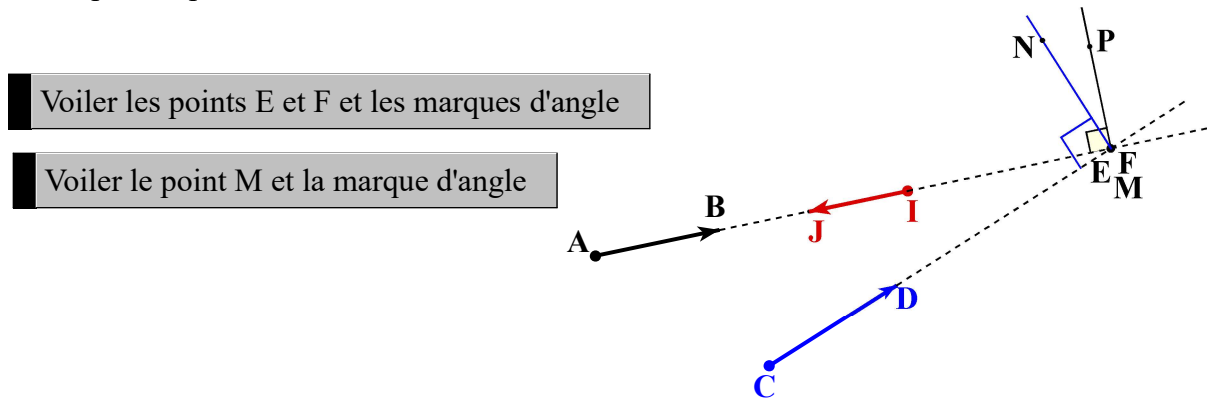 N
P
Voiler les points E et F et les marques d'angle
E F
M
Voiler le point M et la marque d'angle
B
I
J
A
D
C